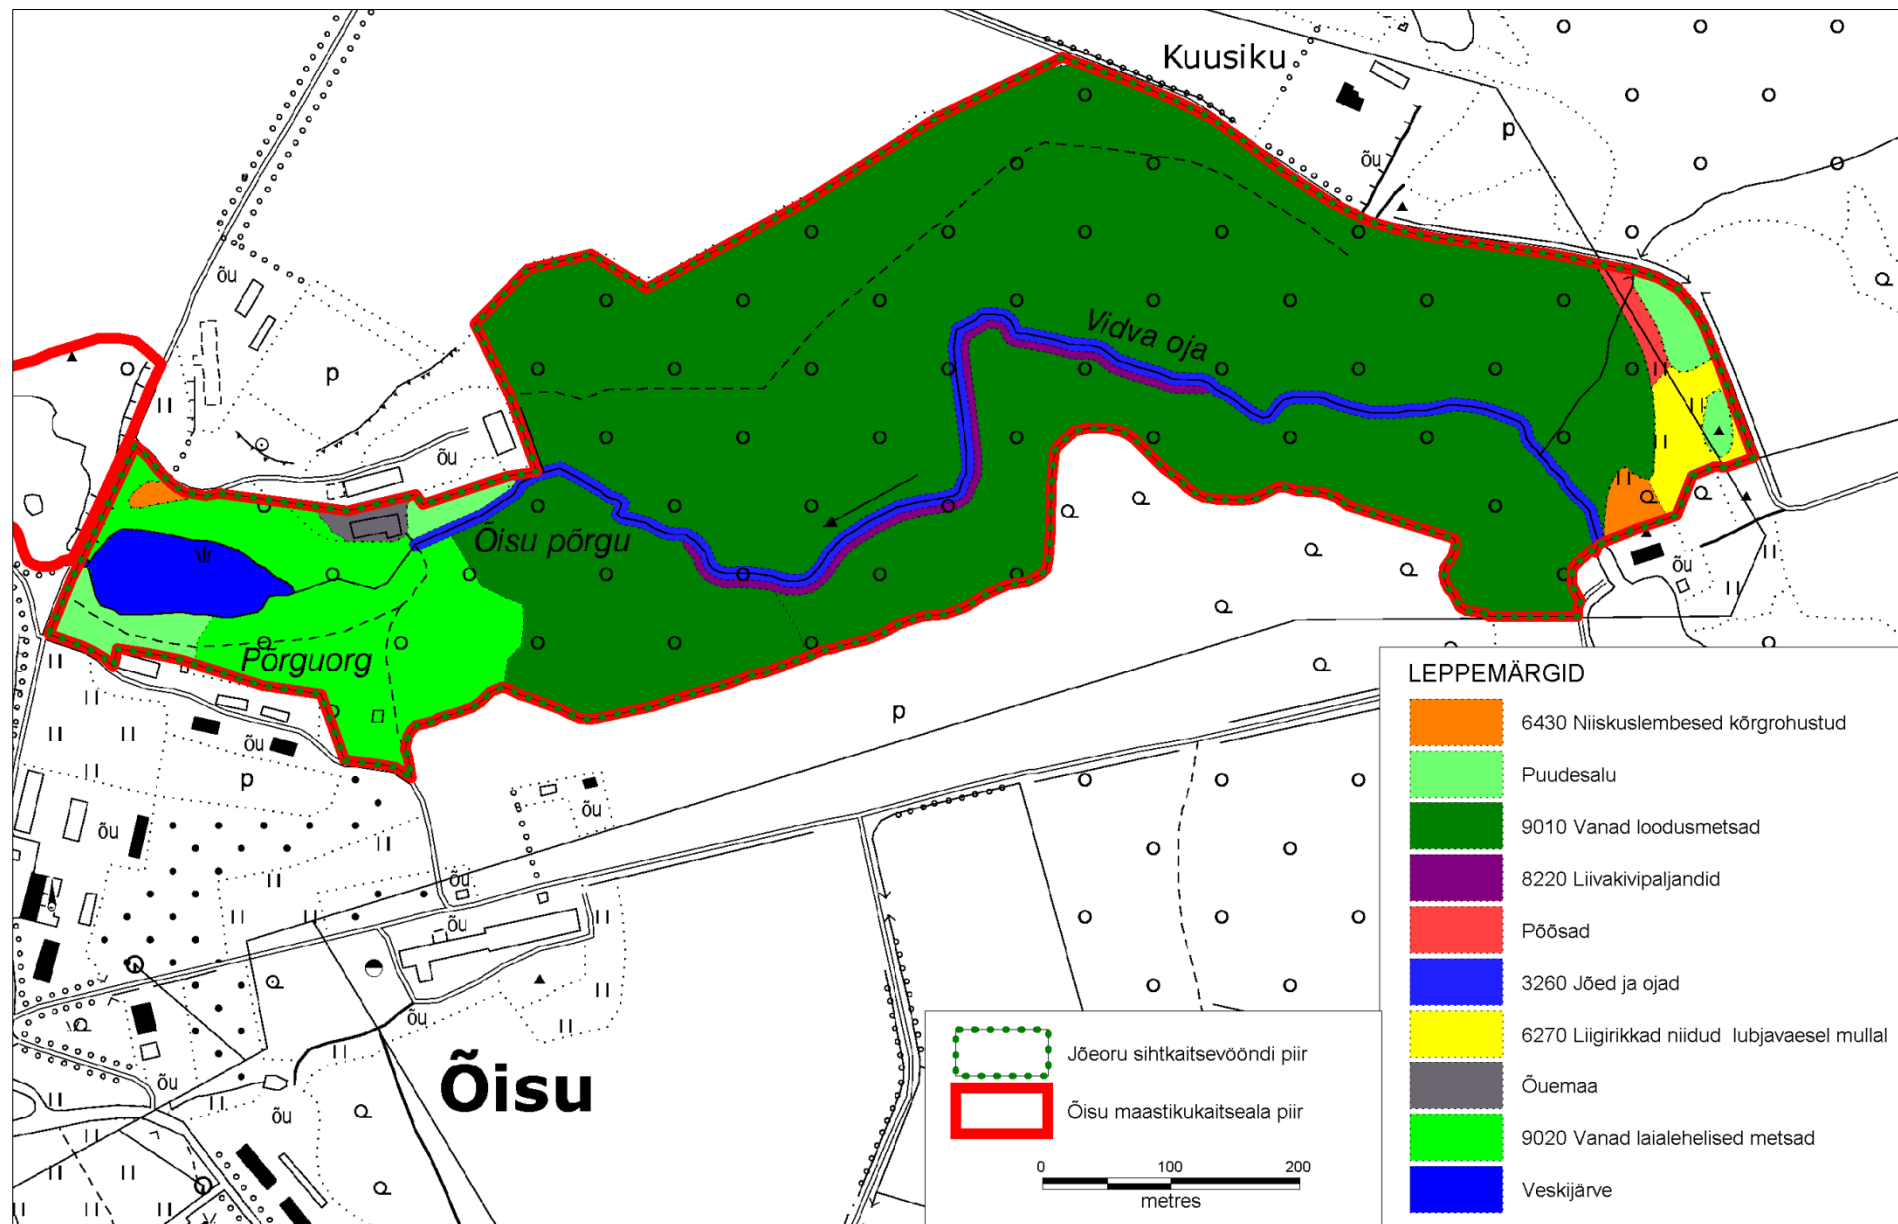 Kuusiku
p
õu
õu
p
Vidva oja
õu
Õisu põrgu
õu
Põrguorg
p
õu
p
õu
õu
õu
õu
õu
õu
õu
Õisu
LEPPEMÄRGID
6430 Niiskuslembesed kõrgrohustud
Puudesalu
9010 Vanad loodusmetsad
8220 Liivakivipaljandid
Põõsad
3260 Jõed ja ojad
6270 Liigirikkad niidud lubjavaesel mullal
Õuemaa
9020 Vanad laialehelised metsad
Veskijärve
Jõeoru sihtkaitsevööndi piir
Õisu maastikukaitseala piir
0 100 200
metres